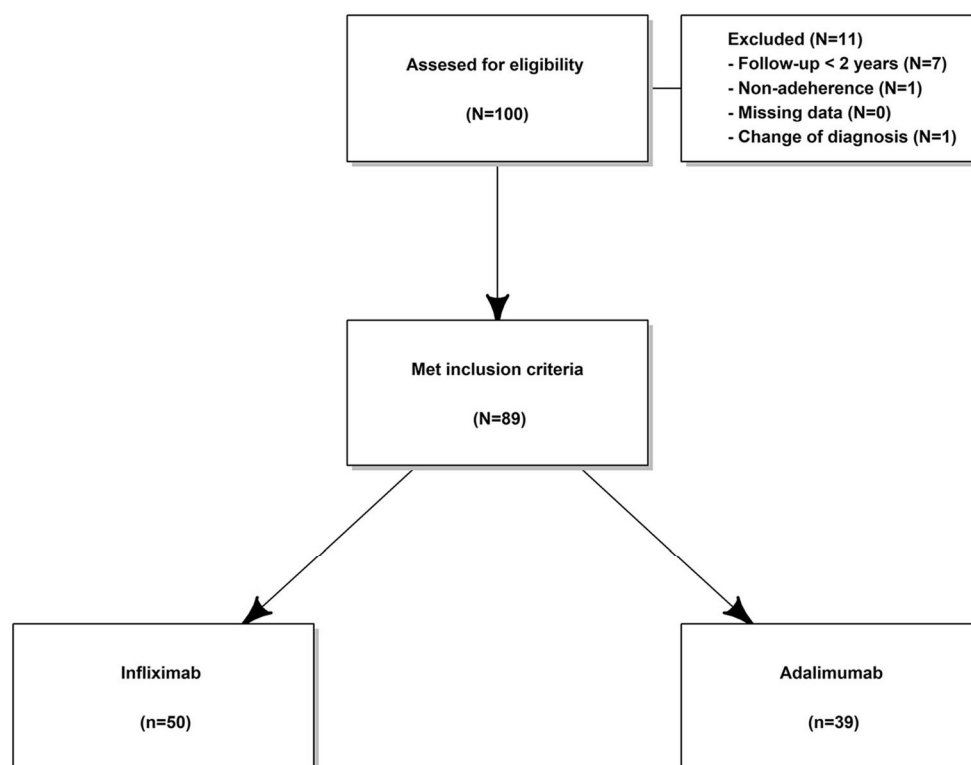 Assesed for eligibility
(N=100)
Excluded (N=11)
- Follow-up < 2 years (N=7)
- Non-adeherence (N=1)
- Missing data (N=0)
- Change of diagnosis (N=1)
Met inclusion criteria
(N=89)
Infliximab
(n=50)
Adalimumab
(n=39)